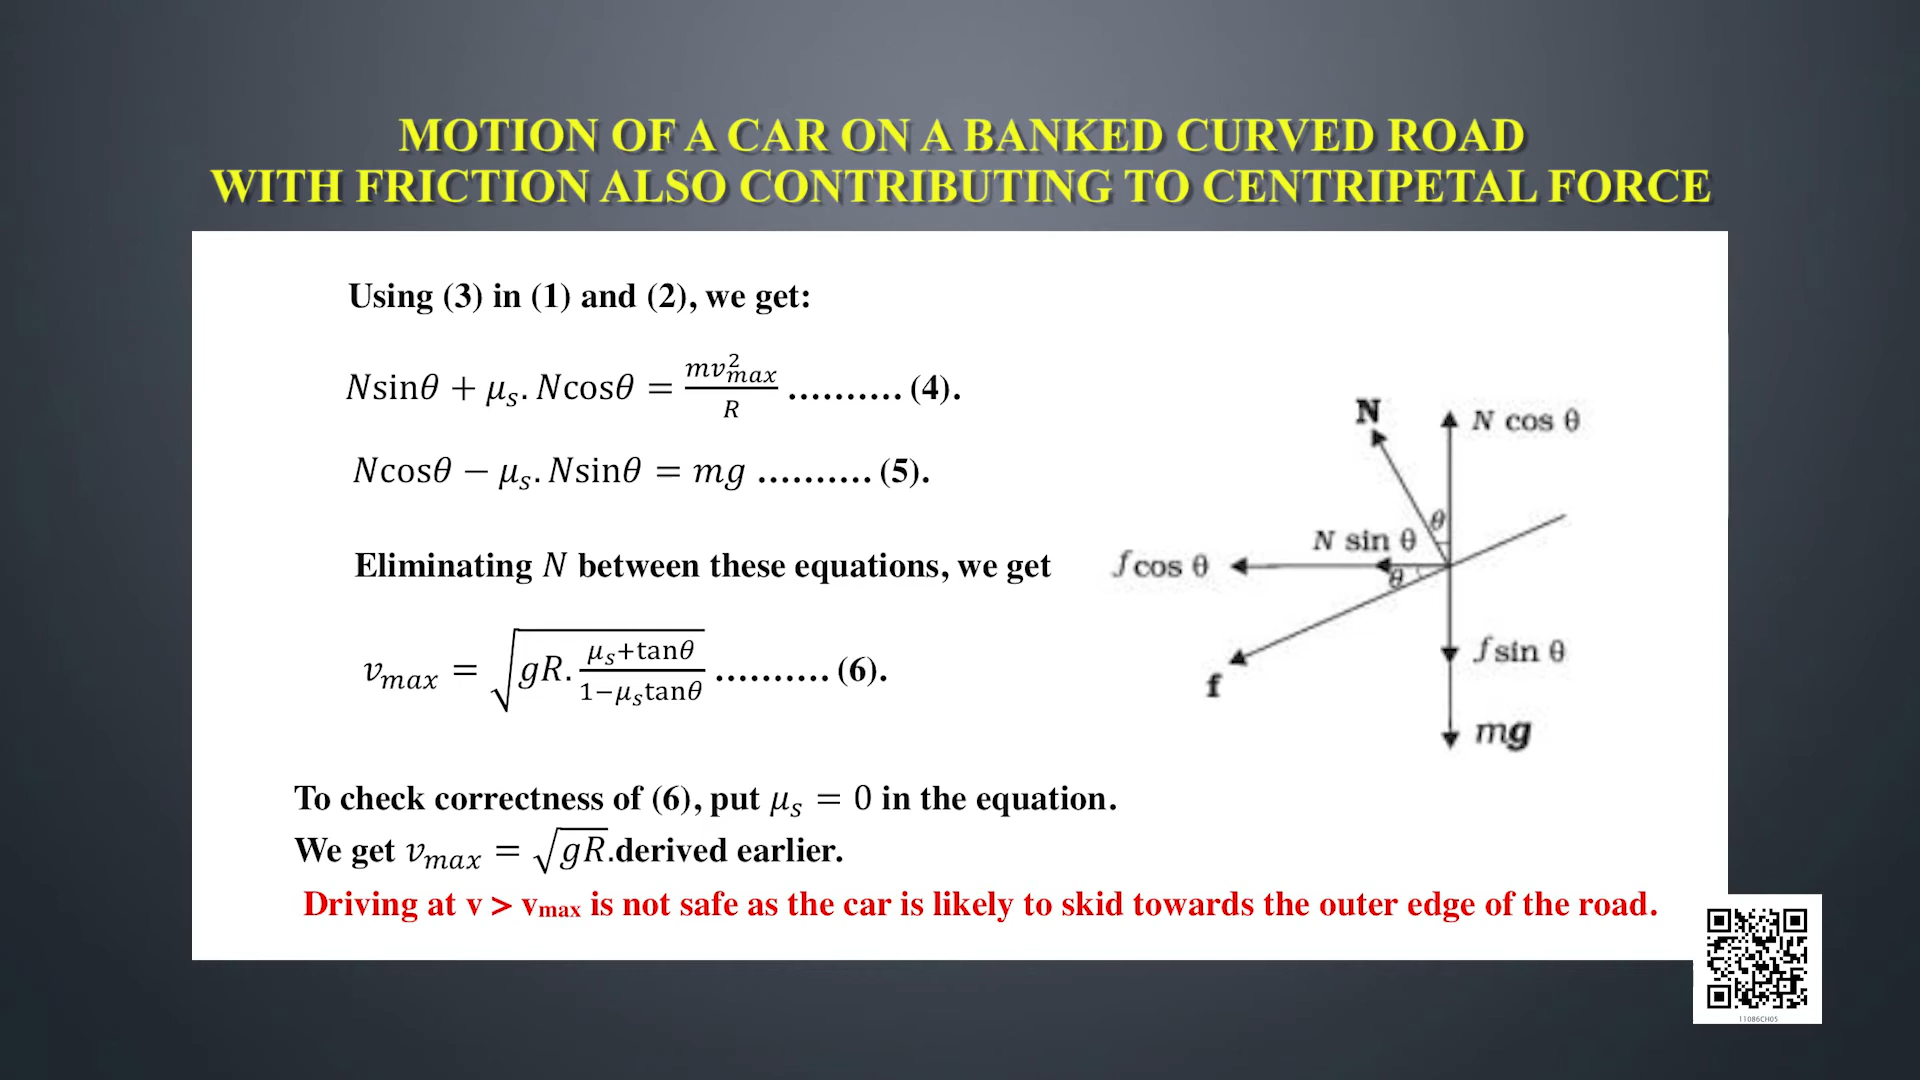 MOTION OF A CAR ON A BANKED CURVED ROAD
WITH FRICTION ALSO CONTRIBUTING TO CENTRIPETAL FORCE
Using (3) in (1) and (2), we get:
Nsinθ + μₛ. Ncosθ = mv²ₘₐₓ/R .......... (4).
Ncosθ − μₛ. Nsinθ = mg .......... (5).
Eliminating N between these equations, we get
vₘₐₓ = √(gR. (μₛ+tanθ)/(1−μₛtanθ)) .......... (6).
To check correctness of (6), put μₛ = 0 in the equation.
We get vₘₐₓ = √gR.derived earlier.
Driving at v > vₘₐₓ is not safe as the car is likely to skid towards the outer edge of the road.
N
N cos θ
θ
N sin θ
f cos θ
θ
f sin θ
f
mg
11086CH05